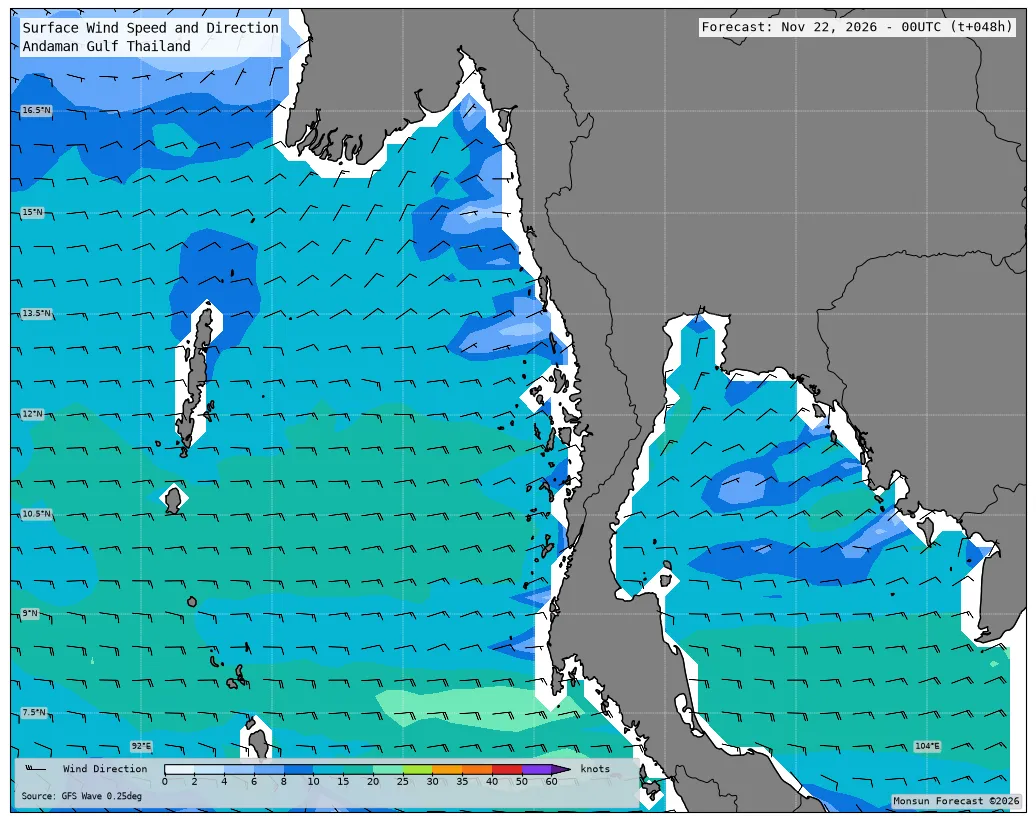 Surface Wind Speed and Direction
Andaman Gulf Thailand
Forecast: Nov 22, 2026 - 00UTC (t+048h)
16.5°N
15°N
13.5°N
12°N
10.5°N
9°N
7.5°N
92°E
104°E
Wind Direction
knots
0 2 4 6 8 10 15 20 25 30 35 40 50 60
Source: GFS Wave 0.25deg
Monsun Forecast ©2026